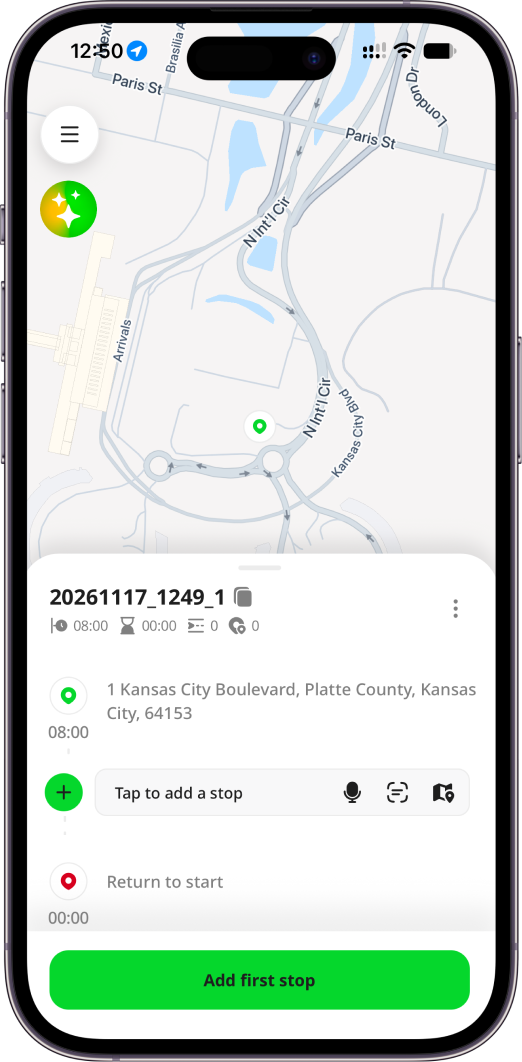 12:50
Brasilia A
Paris St
London Dr
Paris St
N Int'l Cir
Arrivals
N Int'l Cir
Kansas City Blvd
20261117_1249_1
08:00 00:00 0 0
1 Kansas City Boulevard, Platte County, Kansas
City, 64153
08:00
Tap to add a stop
Return to start
00:00
Add first stop